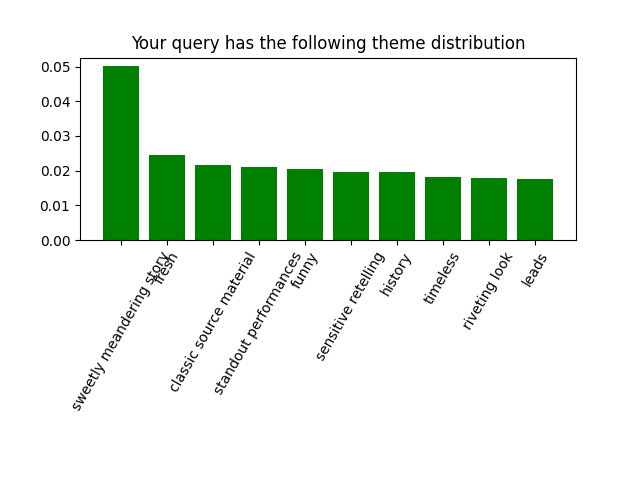 Your query has the following theme distribution
0.05
0.04
0.03
0.02
0.01
0.00
sweetly meandering story
fresh
classic source material
standout performances
funny
sensitive retelling
history
timeless
riveting look
leads